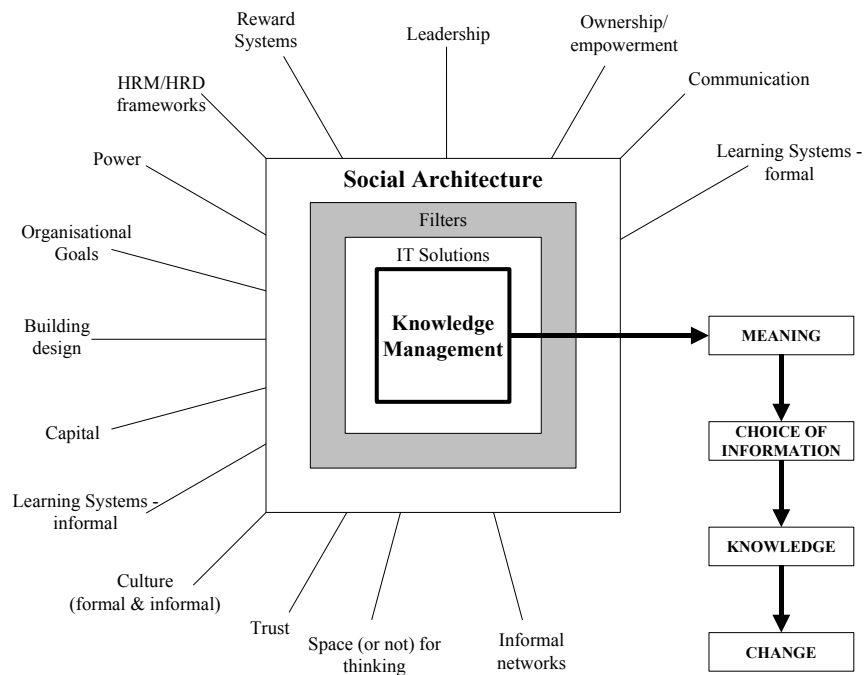 Reward
Systems
Leadership
Ownership/
empowerment
HRM/HRD
frameworks
Communication
Power
Learning Systems -
formal
Social Architecture
Filters
IT Solutions
Knowledge
Management
Organisational
Goals
Building
design
Capital
Learning Systems -
informal
Culture
(formal & informal)
Trust
Space (or not) for
thinking
Informal
networks
MEANING
CHOICE OF
INFORMATION
KNOWLEDGE
CHANGE